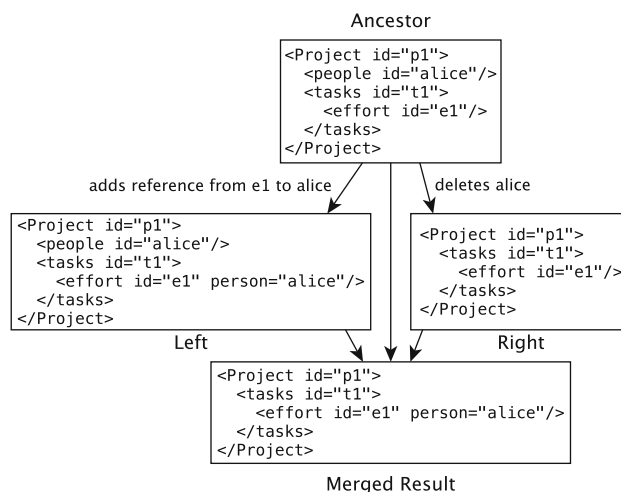 Ancestor
<Project id="p1">
  <people id="alice"/>
  <tasks id="t1">
    <effort id="e1"/>
  </tasks>
</Project>
adds reference from e1 to alice
deletes alice
<Project id="p1">
  <people id="alice"/>
  <tasks id="t1">
    <effort id="e1" person="alice"/>
  </tasks>
</Project>
Left
<Project id="p1">
  <tasks id="t1">
    <effort id="e1"/>
  </tasks>
</Project>
Right
<Project id="p1">
  <tasks id="t1">
    <effort id="e1" person="alice"/>
  </tasks>
</Project>
Merged Result